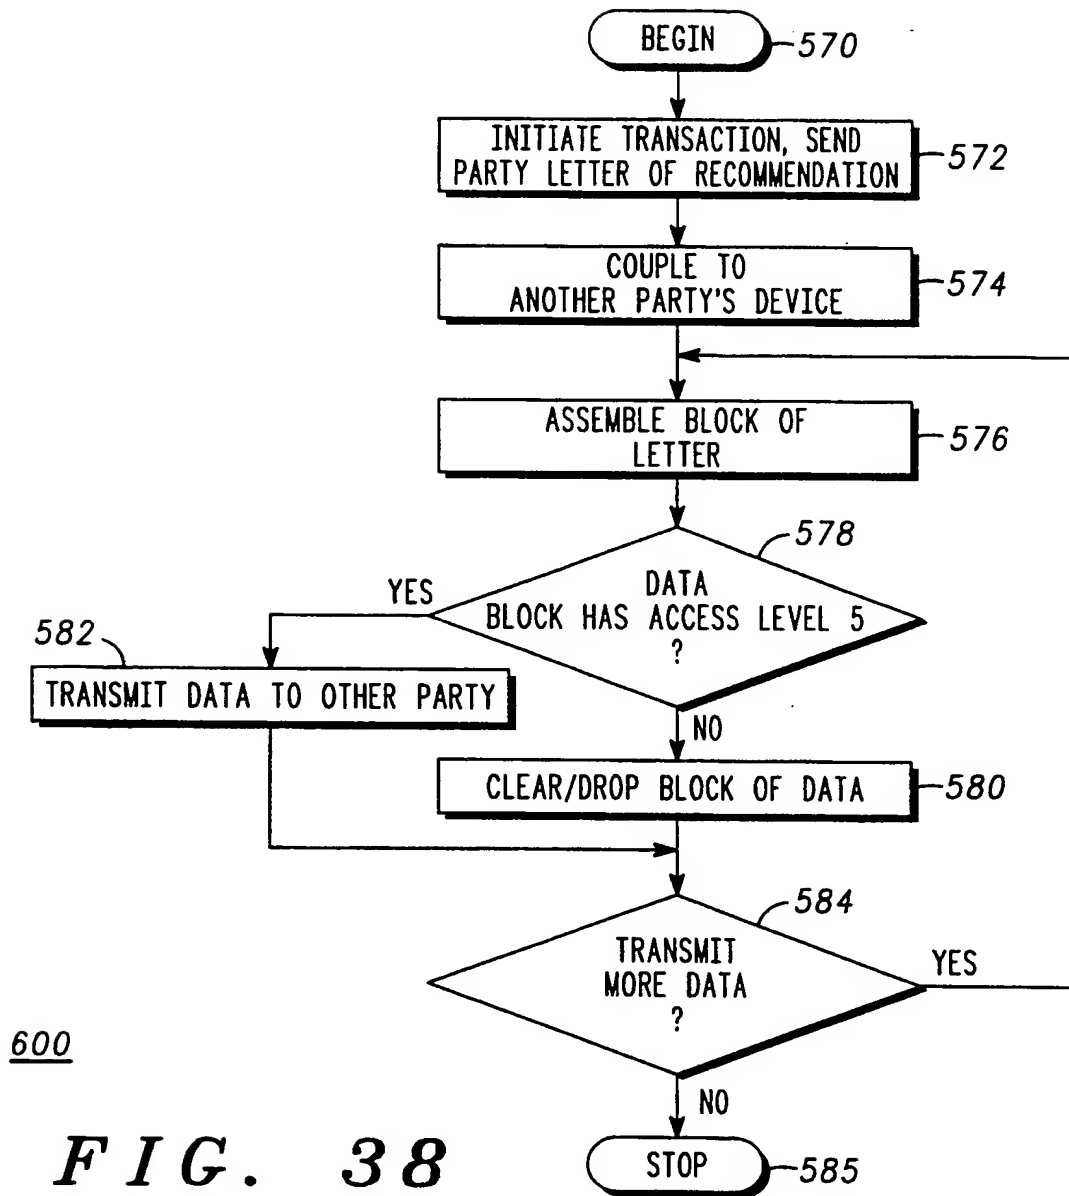 BEGIN
570
INITIATE TRANSACTION, SEND
PARTY LETTER OF RECOMMENDATION
572
COUPLE TO
ANOTHER PARTY'S DEVICE
574
ASSEMBLE BLOCK OF
LETTER
576
578
DATA
BLOCK HAS ACCESS LEVEL 5
?
YES
582
TRANSMIT DATA TO OTHER PARTY
NO
CLEAR/DROP BLOCK OF DATA
580
584
TRANSMIT
MORE DATA
?
YES
600
NO
FIG. 38
STOP
585